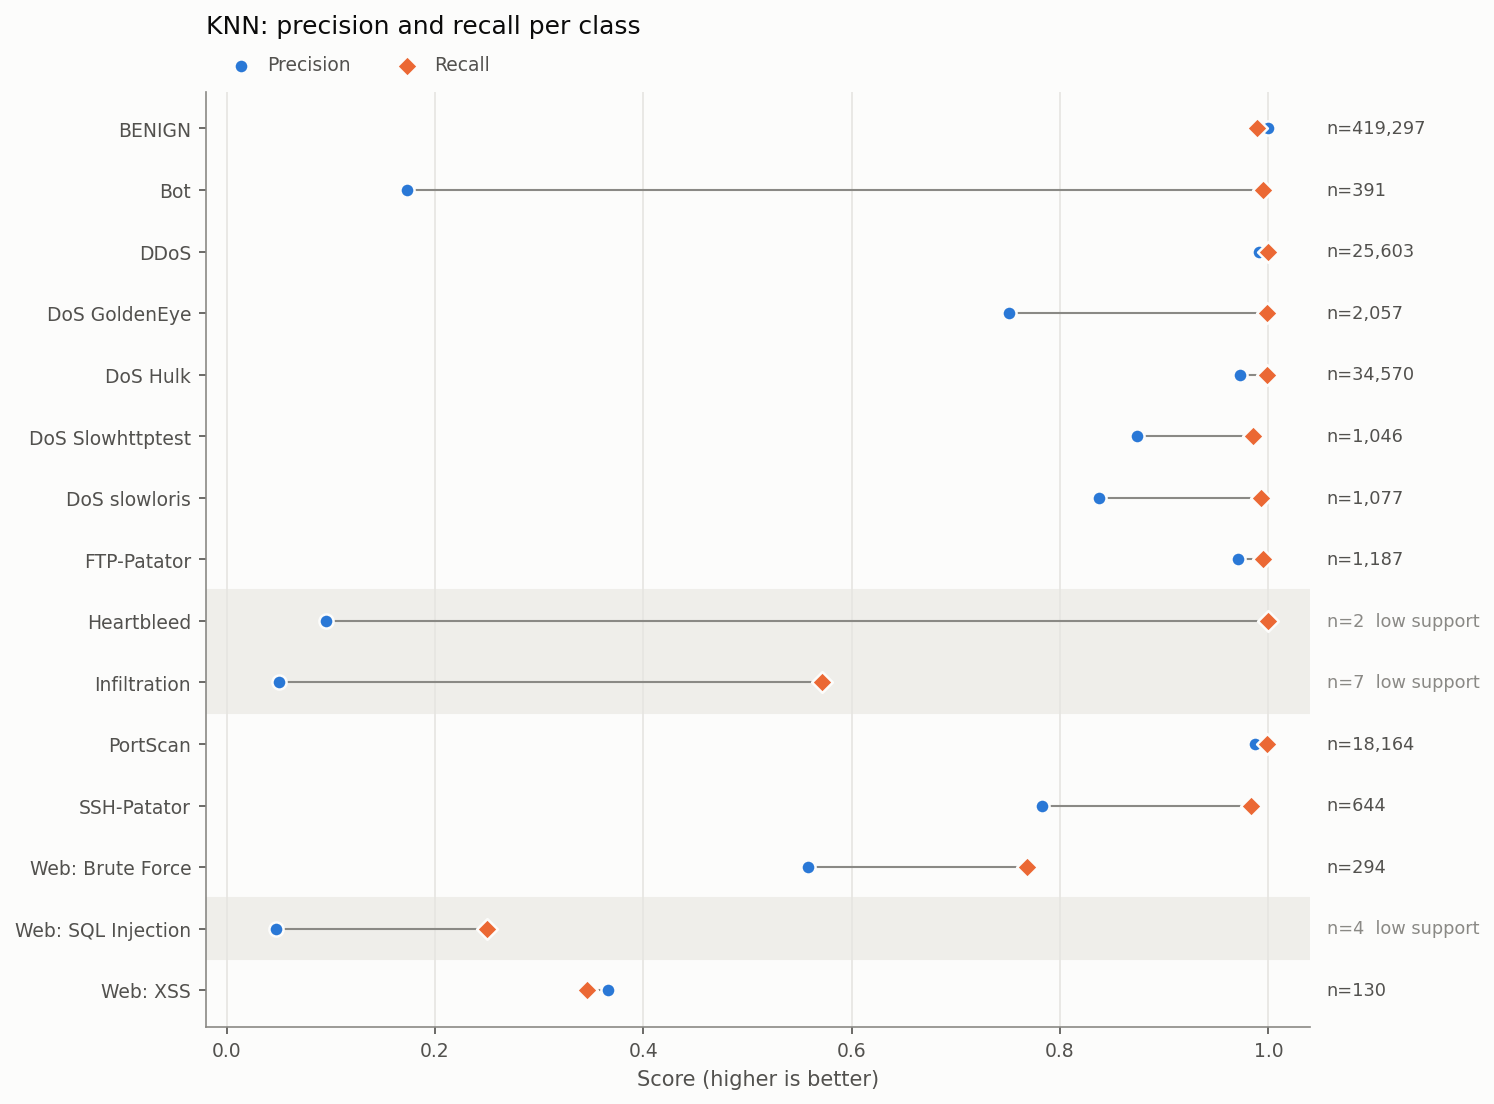 KNN: precision and recall per class
Precision Recall
BENIGN n=419,297
Bot n=391
DDoS n=25,603
DoS GoldenEye n=2,057
DoS Hulk n=34,570
DoS Slowhttptest n=1,046
DoS slowloris n=1,077
FTP-Patator n=1,187
Heartbleed n=2 low support
Infiltration n=7 low support
PortScan n=18,164
SSH-Patator n=644
Web: Brute Force n=294
Web: SQL Injection n=4 low support
Web: XSS n=130
0.0 0.2 0.4 0.6 0.8 1.0
Score (higher is better)